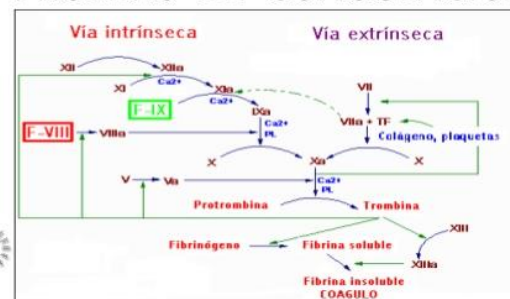 Vía intrínseca Vía extrínseca
XII XIIa
Ca2+
XI XIa
VII
Ca2+
F-IX
IXa
VIIa + TF
F-VIII VIIIa
Ca2+
PL
Colágeno, plaquetas
X Xa X
V Va
Ca2+
PL
Protrombina Trombina
XIII
Fibrinógeno Fibrina soluble
XIIIa
Fibrina insoluble
COAGULO